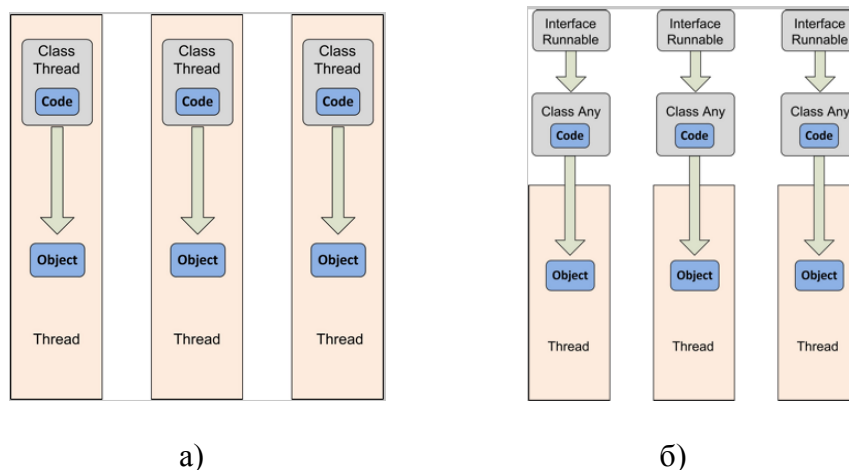 Class
Thread
Code
Object
Thread
Class
Thread
Code
Object
Thread
Class
Thread
Code
Object
Thread
а)
Interface
Runnable
Class Any
Code
Object
Thread
Interface
Runnable
Class Any
Code
Object
Thread
Interface
Runnable
Class Any
Code
Object
Thread
б)